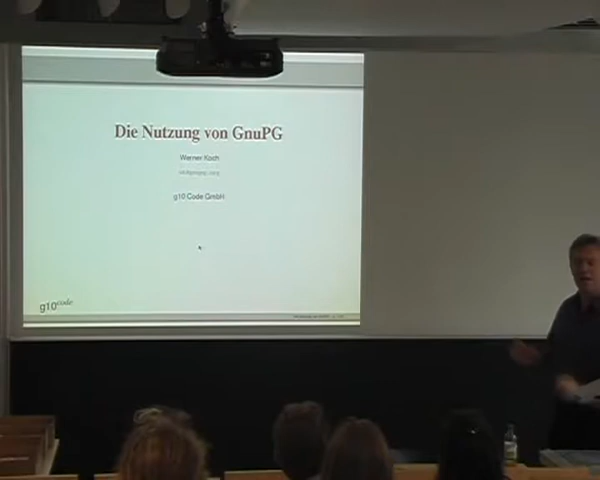 Die Nutzung von GnuPG
Werner Koch
g10 Code GmbH
g10code